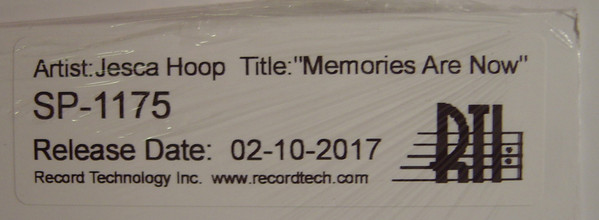 Artist:Jesca Hoop Title:"Memories Are Now"
SP-1175
Release Date: 02-10-2017
RTI
Record Technology Inc. www.recordtech.com